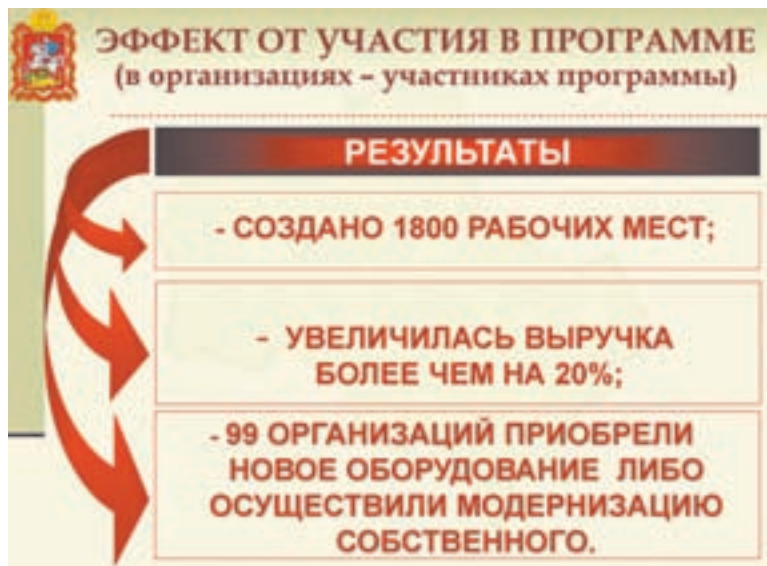 ЭФФЕКТ ОТ УЧАСТИЯ В ПРОГРАММЕ
(в организациях – участниках программы)
РЕЗУЛЬТАТЫ
- СОЗДАНО 1800 РАБОЧИХ МЕСТ;
- УВЕЛИЧИЛАСЬ ВЫРУЧКА
БОЛЕЕ ЧЕМ НА 20%;
- 99 ОРГАНИЗАЦИЙ ПРИОБРЕЛИ
НОВОЕ ОБОРУДОВАНИЕ ЛИБО
ОСУЩЕСТВИЛИ МОДЕРНИЗАЦИЮ
СОБСТВЕННОГО.